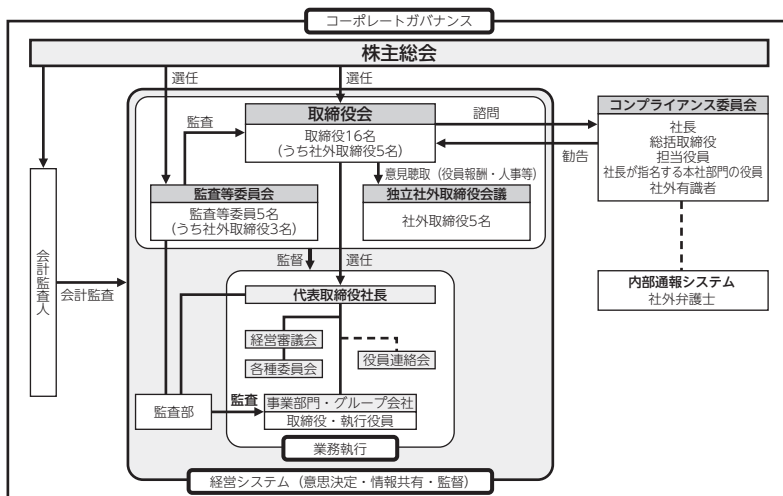 コーポレートガバナンス
株主総会
選任
選任
取締役会
取締役16名
(うち社外取締役5名)
監査
諮問
勧告
コンプライアンス委員会
社長
総括取締役
担当役員
社長が指名する本社部門の役員
社外有識者
意見聴取（役員報酬・人事等）
監査等委員会
監査等委員5名
(うち社外取締役3名)
独立社外取締役会議
社外取締役5名
会計監査人
会計監査
監督
選任
内部通報システム
社外弁護士
代表取締役社長
経営審議会
各種委員会
役員連絡会
監査部
監査
事業部門・グループ会社
取締役・執行役員
業務執行
経営システム（意思決定・情報共有・監督）